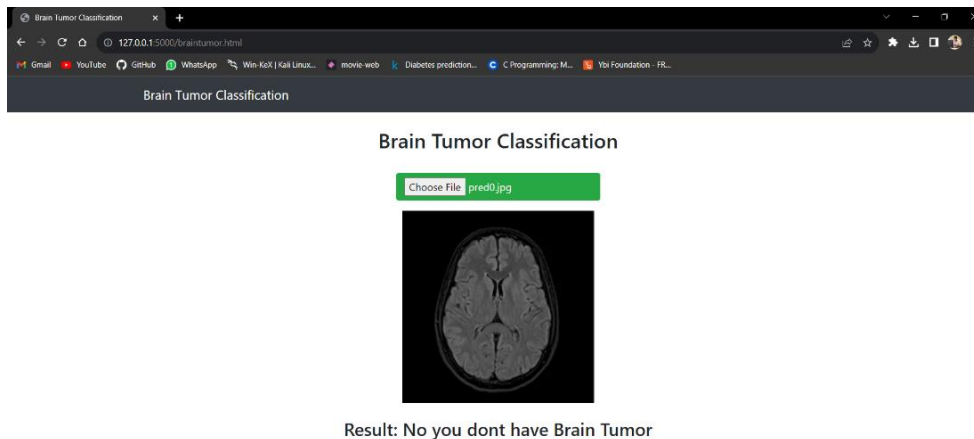 Brain Tumor Classification
127.0.0.1:5000/braintumor.html
Gmail YouTube GitHub WhatsApp Win-KeX | Kali Linux... movie-web Diabetes prediction... C Programming: M... Ybi Foundation - FR...
Brain Tumor Classification
Brain Tumor Classification
Choose File pred0.jpg
Result: No you dont have Brain Tumor